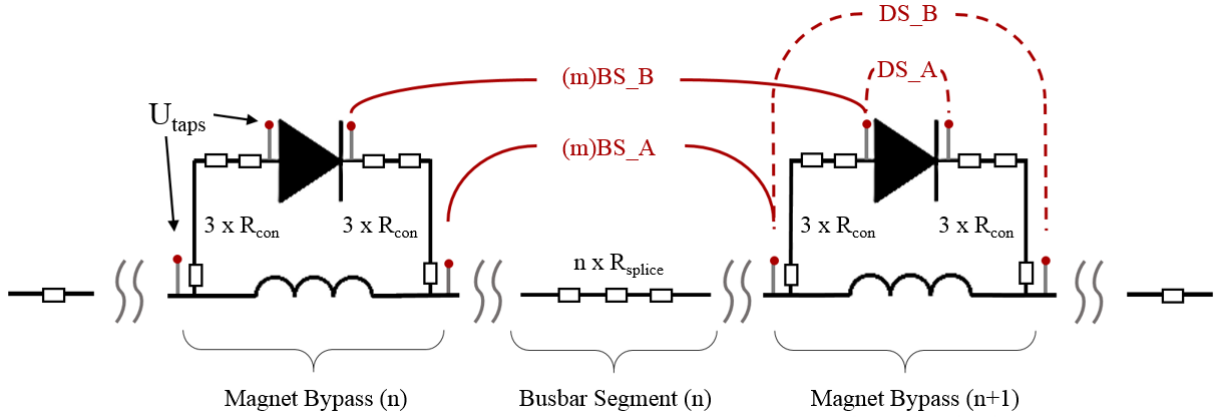 DS_B
(m)BS_B
DS_A
U_taps
(m)BS_A
3 x R_con
3 x R_con
n x R_splice
3 x R_con
3 x R_con
Magnet Bypass (n)
Busbar Segment (n)
Magnet Bypass (n+1)